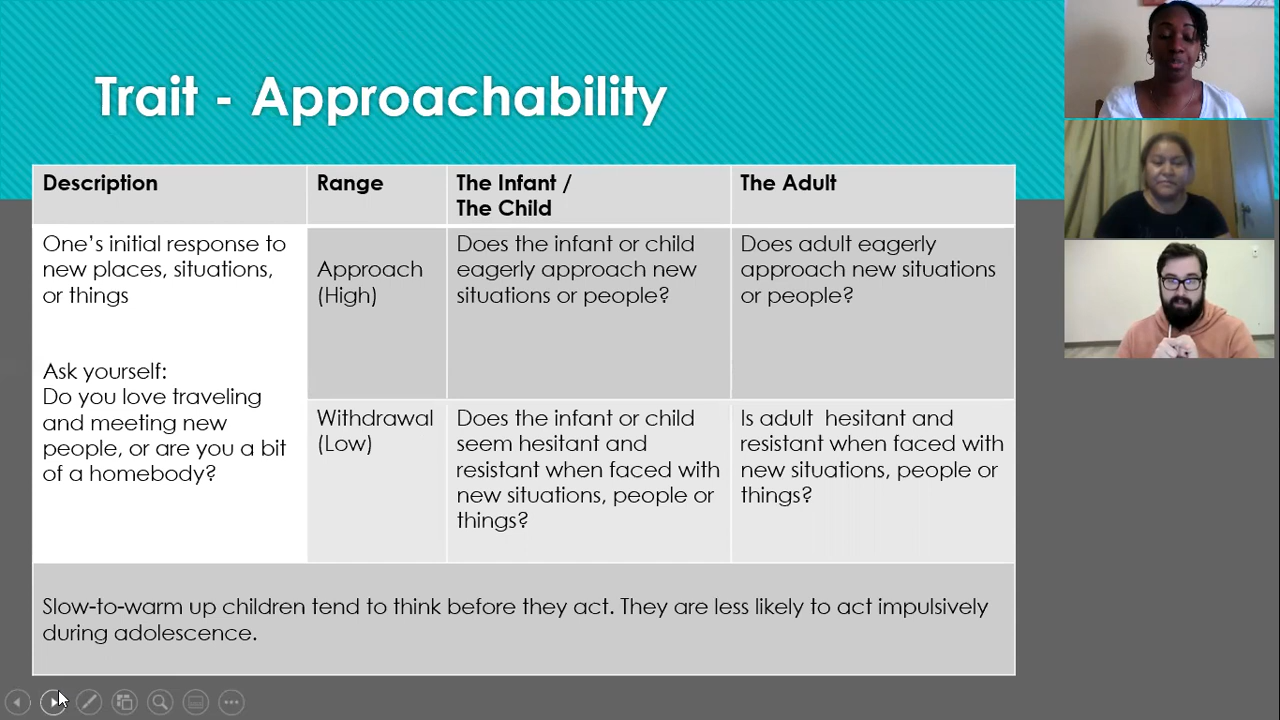 Trait - Approachability
Description
Range
The Infant /
The Child
The Adult
One's initial response to
new places, situations,
or things
Ask yourself:
Do you love traveling
and meeting new
people, or are you a bit
of a homebody?
Approach
(High)
Does the infant or child
eagerly approach new
situations or people?
Does adult eagerly
approach new situations
or people?
Withdrawal
(Low)
Does the infant or child
seem hesitant and
resistant when faced with
new situations, people or
things?
Is adult  hesitant and
resistant when faced with
new situations, people or
things?
Slow-to-warm up children tend to think before they act. They are less likely to act impulsively
during adolescence.